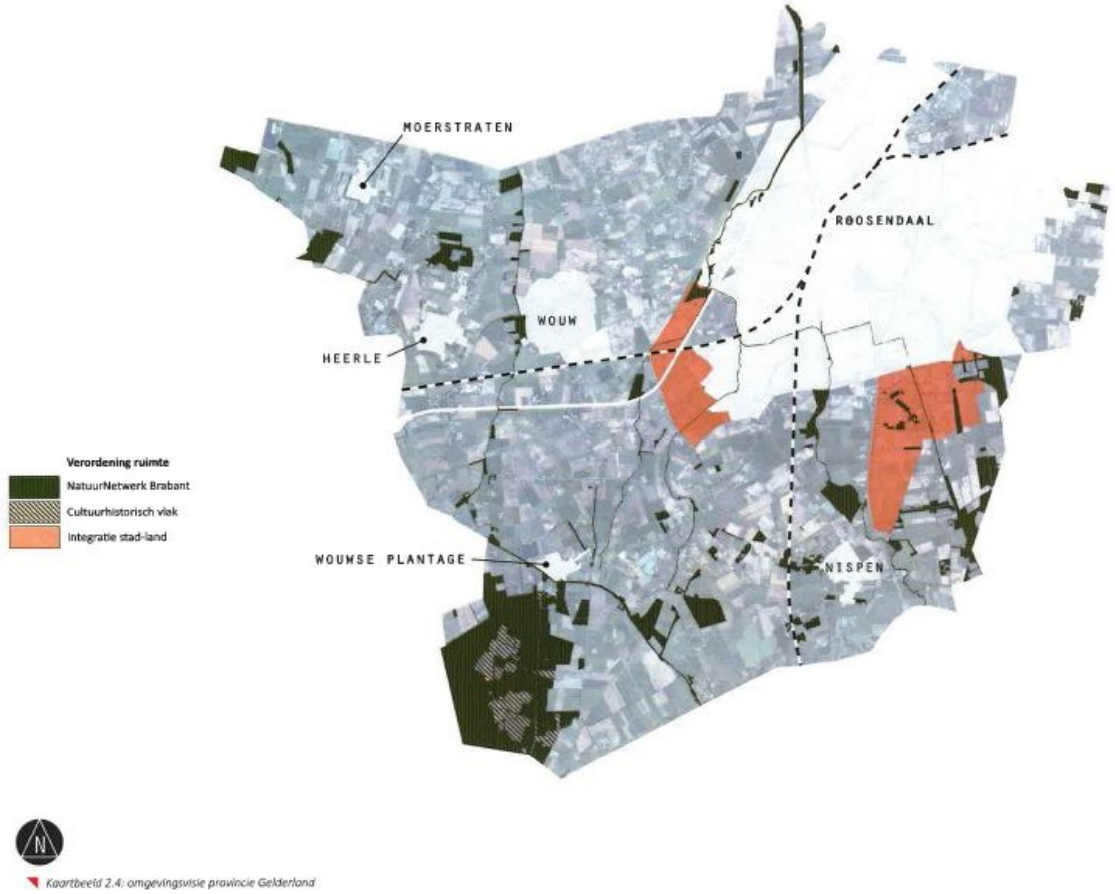 MOERSTRATEN
ROOSENDAAL
WOUW
HEERLE
Verordening ruimte
NatuurNetwerk Brabant
Cultuurhistorisch vlak
Integratie stad-land
WOUWSE PLANTAGE
NISPEN
N
Kaartbeeld 2.4: omgevingsvisie provincie Gelderland